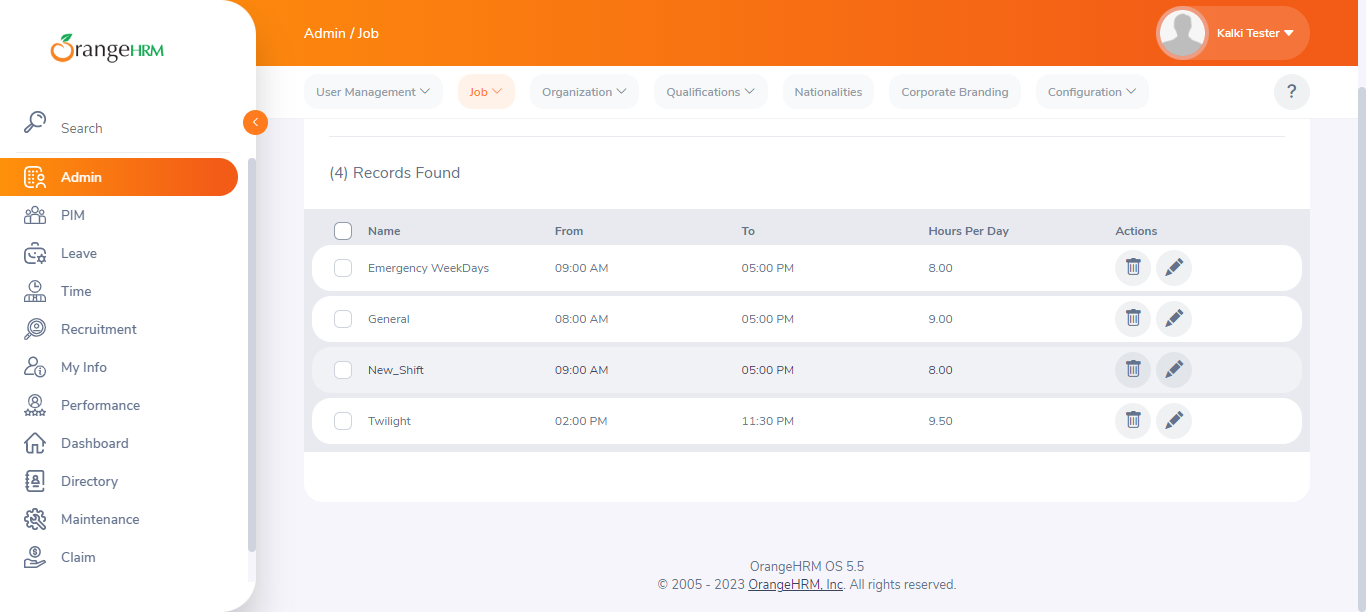 OrangeHRM
Admin / Job
Kalki Tester
User Management
Job
Organization
Qualifications
Nationalities
Corporate Branding
Configuration
?
Search
Admin
PIM
Leave
Time
Recruitment
My Info
Performance
Dashboard
Directory
Maintenance
Claim
(4) Records Found
Name From To Hours Per Day Actions
Emergency WeekDays 09:00 AM 05:00 PM 8.00
General 08:00 AM 05:00 PM 9.00
New_Shift 09:00 AM 05:00 PM 8.00
Twilight 02:00 PM 11:30 PM 9.50
OrangeHRM OS 5.5
© 2005 - 2023 OrangeHRM, Inc. All rights reserved.